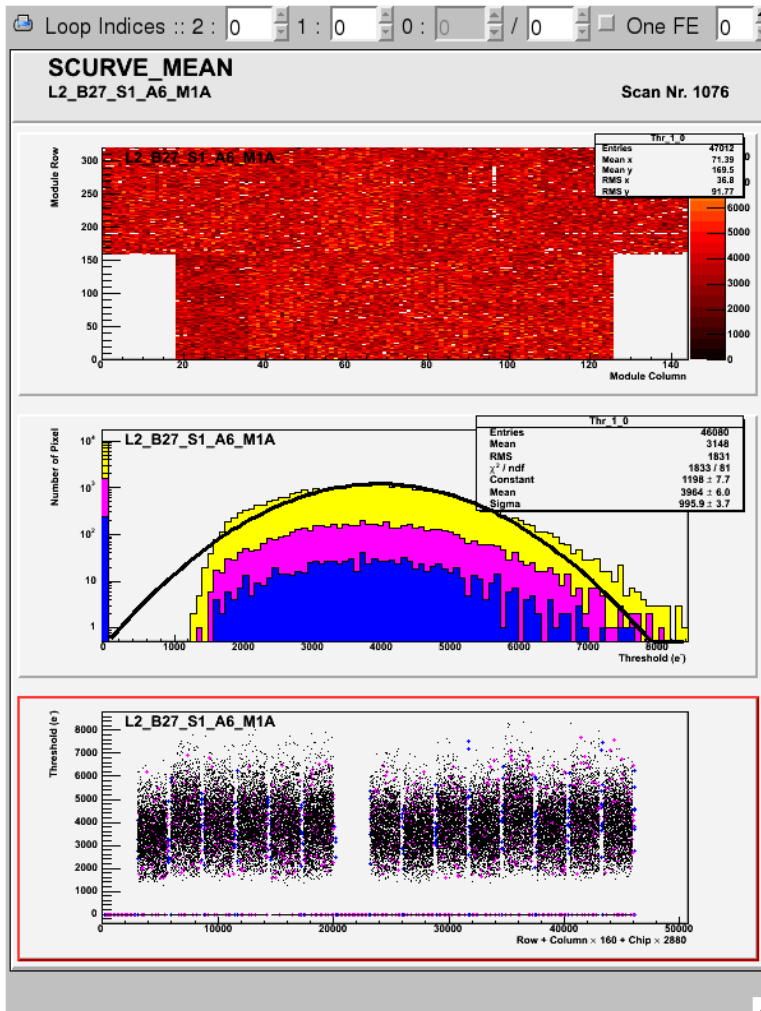 Loop Indices :: 2 : 0 1 : 0 0 : 0 / 0 One FE 0
SCURVE_MEAN
L2_B27_S1_A6_M1A
Scan Nr. 1076
L2_B27_S1_A6_M1A
Thr_1_0
Entries 47012
Mean x 71.39
Mean y 169.5
RMS x 36.8
RMS y 91.77
Module Row
300
250
200
150
100
50
0
0 20 40 60 80 100 120 140
Module Column
6000
5000
4000
3000
2000
1000
0
L2_B27_S1_A6_M1A
Thr_1_0
Entries 46080
Mean 3148
RMS 1831
χ² / ndf 1833 / 81
Constant 1198 ± 7.7
Mean 3964 ± 6.0
Sigma 995.9 ± 3.7
Number of Pixel
10⁴
10³
10²
10
1
0 1000 2000 3000 4000 5000 6000 7000 8000
Threshold (e⁻)
L2_B27_S1_A6_M1A
Threshold (e⁻)
8000
7000
6000
5000
4000
3000
2000
1000
0
0 10000 20000 30000 40000 50000
Row + Column × 160 + Chip × 2880